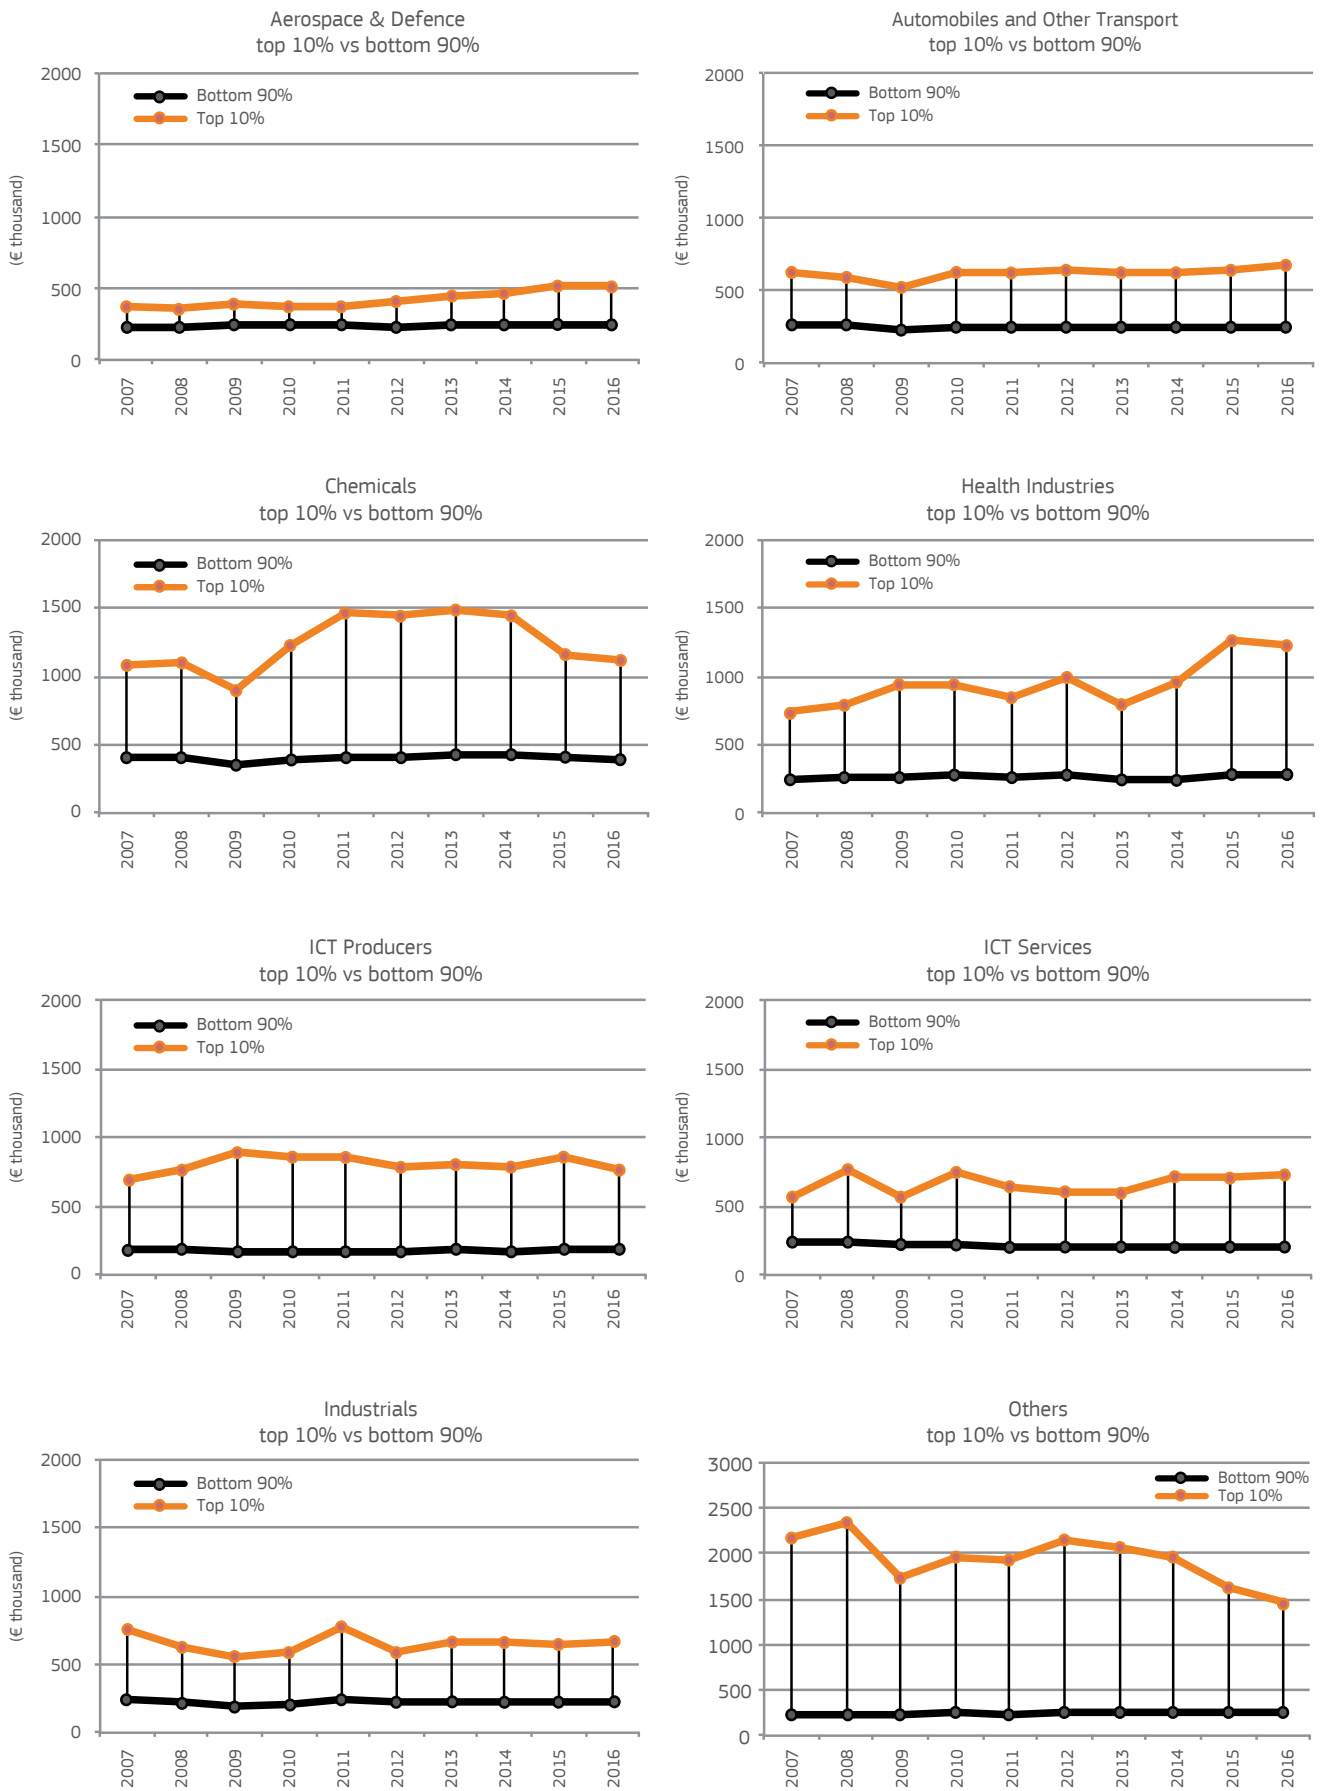 Aerospace & Defence
top 10% vs bottom 90%
2000
1500
1000
500
0
(€ thousand)
Bottom 90%
Top 10%
2007 2008 2009 2010 2011 2012 2013 2014 2015 2016
Automobiles and Other Transport
top 10% vs bottom 90%
2000
1500
1000
500
0
(€ thousand)
Bottom 90%
Top 10%
2007 2008 2009 2010 2011 2012 2013 2014 2015 2016
Chemicals
top 10% vs bottom 90%
2000
1500
1000
500
0
(€ thousand)
Bottom 90%
Top 10%
2007 2008 2009 2010 2011 2012 2013 2014 2015 2016
Health Industries
top 10% vs bottom 90%
2000
1500
1000
500
0
(€ thousand)
Bottom 90%
Top 10%
2007 2008 2009 2010 2011 2012 2013 2014 2015 2016
ICT Producers
top 10% vs bottom 90%
2000
1500
1000
500
0
(€ thousand)
Bottom 90%
Top 10%
2007 2008 2009 2010 2011 2012 2013 2014 2015 2016
ICT Services
top 10% vs bottom 90%
2000
1500
1000
500
0
(€ thousand)
Bottom 90%
Top 10%
2007 2008 2009 2010 2011 2012 2013 2014 2015 2016
Industrials
top 10% vs bottom 90%
2000
1500
1000
500
0
(€ thousand)
Bottom 90%
Top 10%
2007 2008 2009 2010 2011 2012 2013 2014 2015 2016
Others
top 10% vs bottom 90%
3000
2500
2000
1500
1000
500
0
Bottom 90%
Top 10%
2007 2008 2009 2010 2011 2012 2013 2014 2015 2016